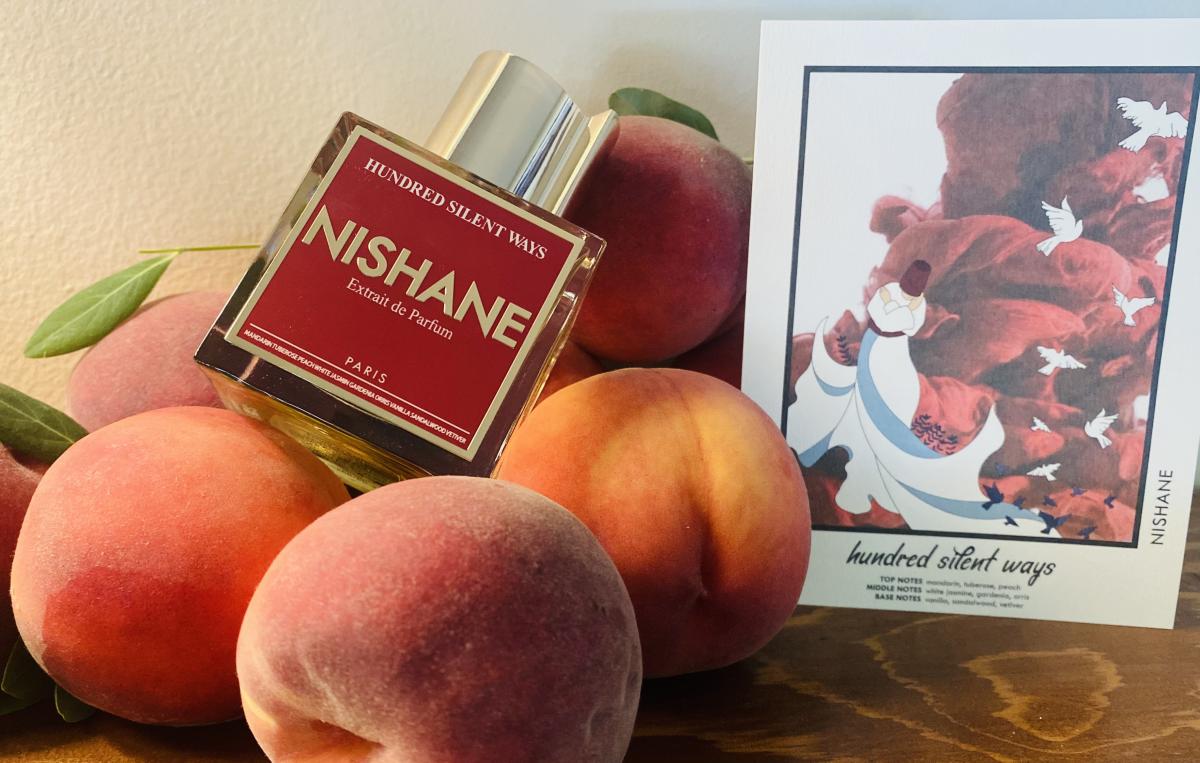 HUNDRED SILENT WAYS
NISHANE
Extrait de Parfum
PARIS
MANDARIN TUBEROSE PEACH WHITE JASMIN GARDENIA ORRIS VANILLA SANDALWOOD VETIVER
NISHANE
hundred silent ways
TOP NOTES mandarin, tuberose, peach
MIDDLE NOTES white jasmine, gardenia, orris
BASE NOTES vanilla, sandalwood, vetiver